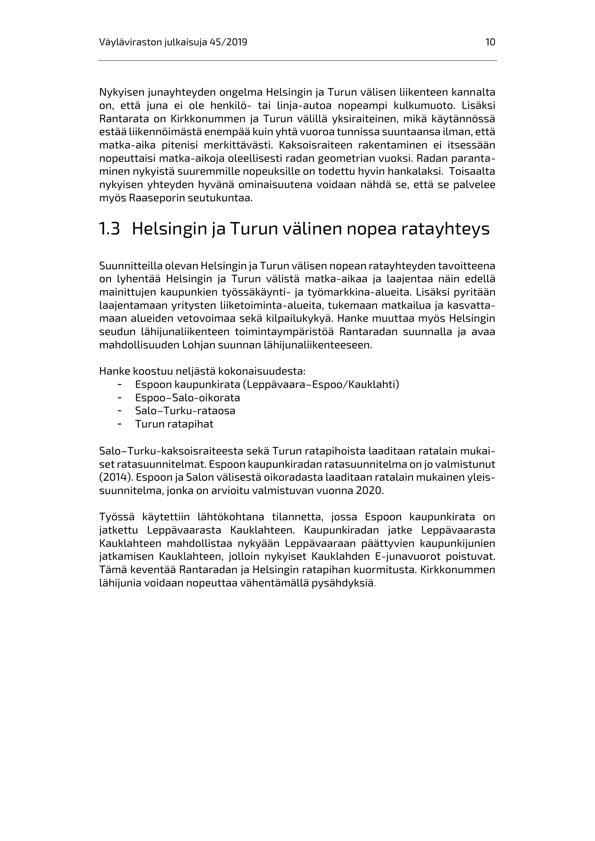 Väyläviraston julkaisuja 45/2019 10
Nykyisen junayhteyden ongelma Helsingin ja Turun välisen liikenteen kannalta
on, että juna ei ole henkilö- tai linja-autoa nopeampi kulkumuoto. Lisäksi
Rantarata on Kirkkonummen ja Turun välillä yksiraiteinen, mikä käytännössä
estää liikennöimästä enempää kuin yhtä vuoroa tunnissa suuntaansa ilman, että
matka-aika pitenisi merkittävästi. Kaksoisraiteen rakentaminen ei itsessään
nopeuttaisi matka-aikoja oleellisesti radan geometrian vuoksi. Radan paranta-
minen nykyistä suuremmille nopeuksille on todettu hyvin hankalaksi. Toisaalta
nykyisen yhteyden hyvänä ominaisuutena voidaan nähdä se, että se palvelee
myös Raaseporin seutukuntaa.
1.3 Helsingin ja Turun välinen nopea ratayhteys
Suunnitteilla olevan Helsingin ja Turun välisen nopean ratayhteyden tavoitteena
on lyhentää Helsingin ja Turun välistä matka-aikaa ja laajentaa näin edellä
mainittujen kaupunkien työssäkäynti- ja työmarkkina-alueita. Lisäksi pyritään
laajentamaan yritysten liiketoiminta-alueita, tukemaan matkailua ja kasvatta-
maan alueiden vetovoimaa sekä kilpailukykyä. Hanke muuttaa myös Helsingin
seudun lähijunaliikenteen toimintaympäristöä Rantaradan suunnalla ja avaa
mahdollisuuden Lohjan suunnan lähijunaliikenteeseen.
Hanke koostuu neljästä kokonaisuudesta:
- Espoon kaupunkirata (Leppävaara–Espoo/Kauklahti)
- Espoo–Salo-oikorata
- Salo–Turku-rataosa
- Turun ratapihat
Salo–Turku-kaksoisraiteesta sekä Turun ratapihoista laaditaan ratalain mukai-
set ratasuunnitelmat. Espoon kaupunkiradan ratasuunnitelma on jo valmistunut
(2014). Espoon ja Salon välisestä oikoradasta laaditaan ratalain mukainen yleis-
suunnitelma, jonka on arvioitu valmistuvan vuonna 2020.
Työssä käytettiin lähtökohtana tilannetta, jossa Espoon kaupunkirata on
jatkettu Leppävaarasta Kauklahteen. Kaupunkiradan jatke Leppävaarasta
Kauklahteen mahdollistaa nykyään Leppävaaraan päättyvien kaupunkijunien
jatkamisen Kauklahteen, jolloin nykyiset Kauklahden E-junavuorot poistuvat.
Tämä keventää Rantaradan ja Helsingin ratapihan kuormitusta. Kirkkonummen
lähijunia voidaan nopeuttaa vähentämällä pysähdyksiä.